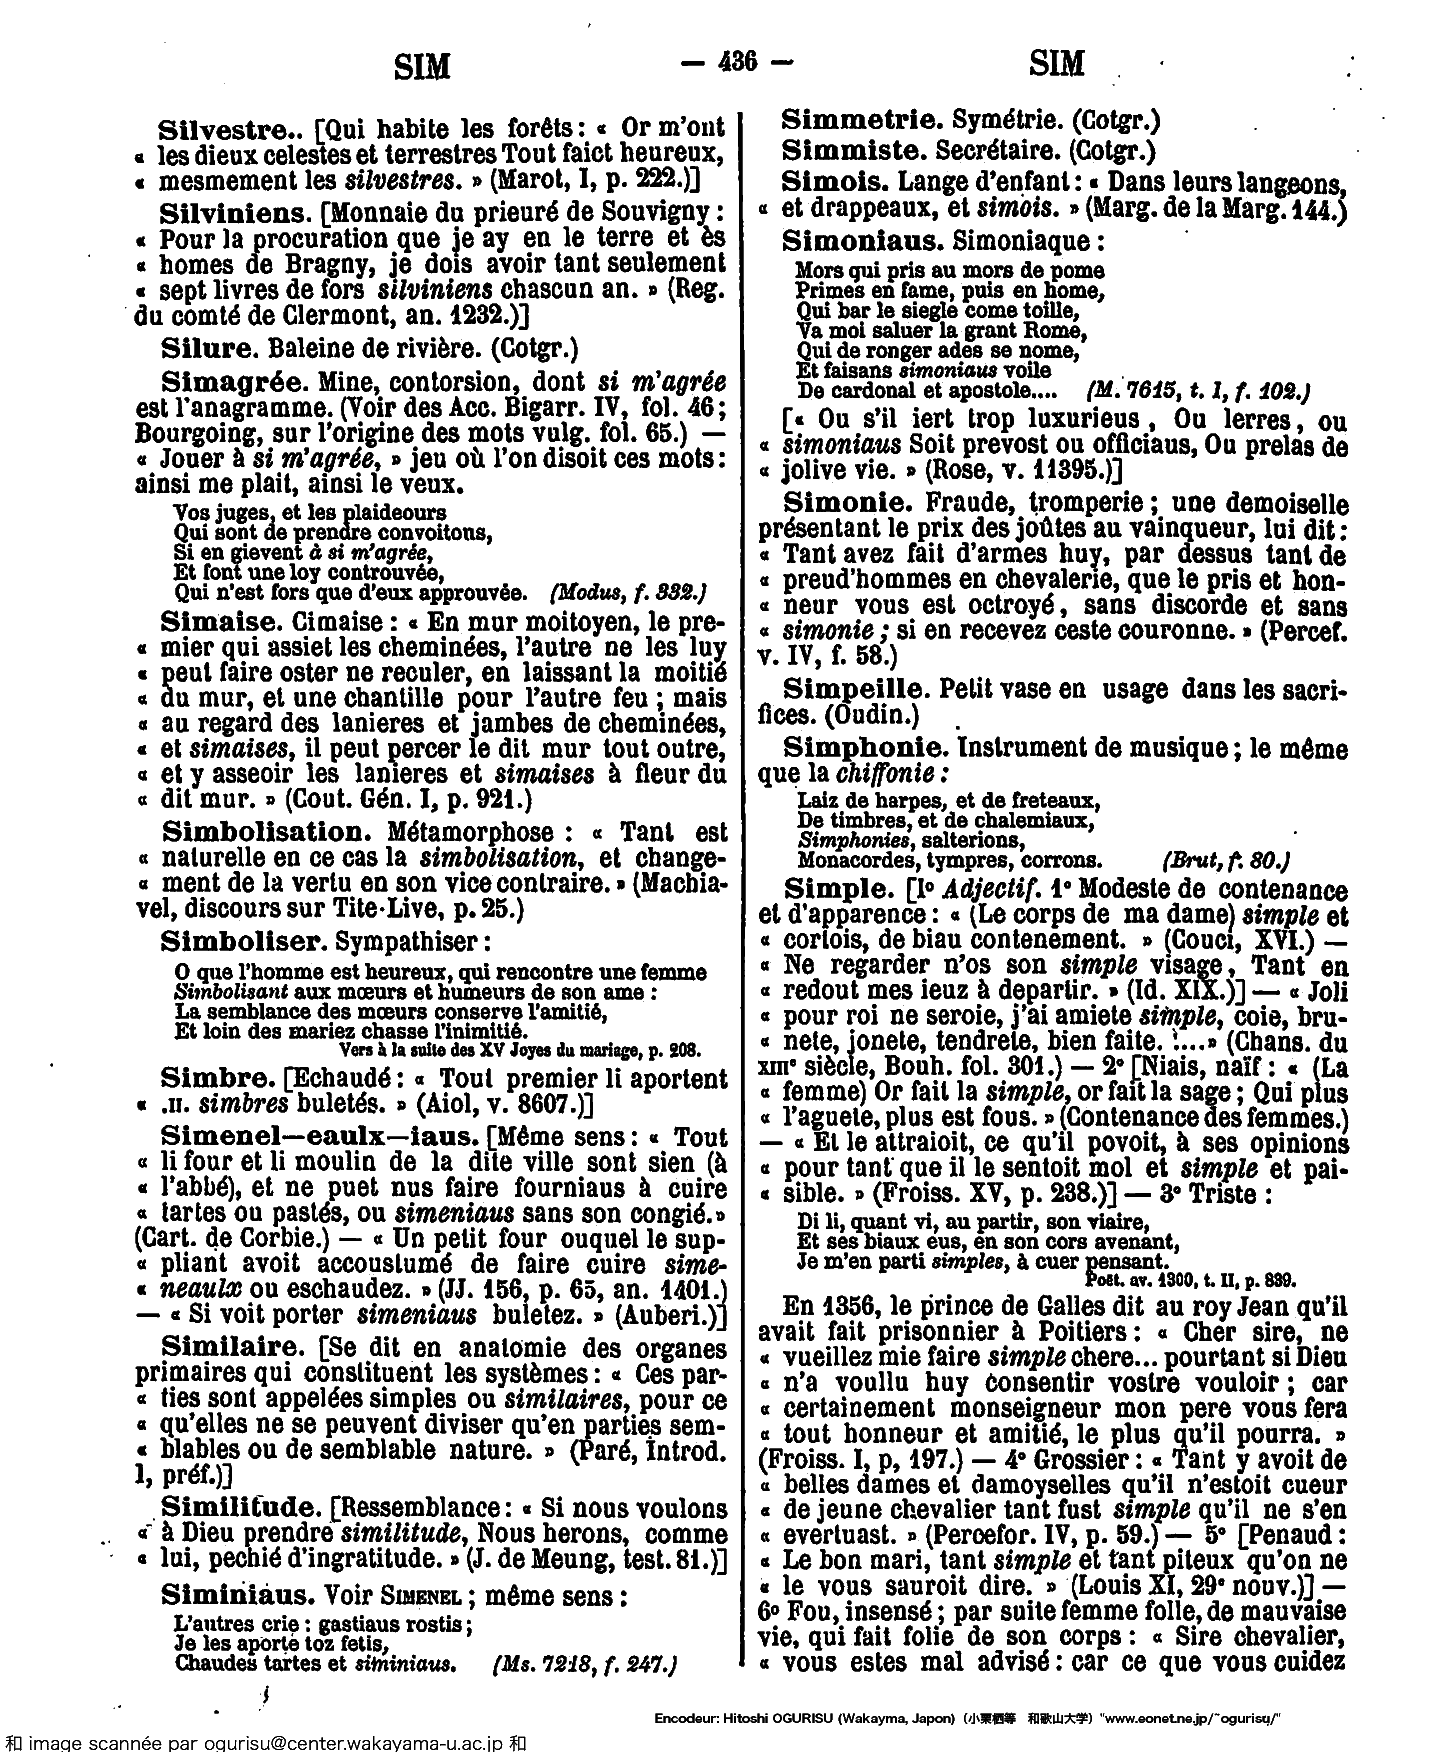 SIM — 436 — SIM
Silvestre.. [Qui habite les forêts : « Or m'ont
« les dieux celestes et terrestres Tout faict heureux,
« mesmement les silvestres. » (Marot, I, p. 222.)]
Silviniens. [Monnaie du prieuré de Souvigny :
« Pour la procuration que je ay en le terre et ès
« homes de Bragny, je dois avoir tant seulement
« sept livres de fors silviniens chascun an. » (Reg.
du comté de Clermont, an. 1232.)]
Silure. Baleine de rivière. (Cotgr.)
Simagrée. Mine, contorsion, dont si m'agrée
est l'anagramme. (Voir des Acc. Bigarr. IV, fol. 46 ;
Bourgoing, sur l'origine des mots vulg. fol. 65.) —
« Jouer à si m'agrée, » jeu où l'on disoit ces mots :
ainsi me plait, ainsi le veux.
Vos juges, et les plaideours
Qui sont de prendre convoitons,
Si en gievent à si m'agrée,
Et font une loy controuvée,
Qui n'est fors que d'eux approuvée. (Modus, f. 332.)
Simaise. Cimaise : « En mur moitoyen, le pre-
« mier qui assiet les cheminées, l'autre ne les luy
« peut faire oster ne reculer, en laissant la moitié
« du mur, et une chantille pour l'autre feu ; mais
« au regard des lanieres et jambes de cheminées,
« et simaises, il peut percer le dit mur tout outre,
« et y asseoir les lanieres et simaises à fleur du
« dit mur. » (Cout. Gén. I, p. 921.)
Simbolisation. Métamorphose : « Tant est
« naturelle en ce cas la simbolisation, et change-
« ment de la vertu en son vice contraire. » (Machia-
vel, discours sur Tite-Live, p. 25.)
Simboliser. Sympathiser :
O que l'homme est heureux, qui rencontre une femme
Simbolisant aux mœurs et humeurs de son ame :
La semblance des mœurs conserve l'amitié,
Et loin des mariez chasse l'inimitié.
Vers à la suite des XV Joyes du mariage, p. 208.
Simbre. [Echaudé : « Tout premier li aportent
« .II. simbres buletés. » (Aiol, v. 8607.)]
Simenel—eaulx—iaus. [Même sens : « Tout
« li four et li moulin de la dite ville sont sien (à
« l'abbé), et ne puet nus faire fourniaus à cuire
« tartes ou pastés, ou simeniaus sans son congié. »
(Cart. de Corbie.) — « Un petit four ouquel le sup-
« pliant avoit accoustumé de faire cuire sime-
« neaulx ou eschaudez. » (JJ. 156, p. 65, an. 1401.)
— « Si voit porter simeniaus buletez. » (Auberi.)]
Similaire. [Se dit en anatomie des organes
primaires qui constituent les systèmes : « Ces par-
« ties sont appelées simples ou similaires, pour ce
« qu'elles ne se peuvent diviser qu'en parties sem-
« blables ou de semblable nature. » (Paré, Introd.
I, préf.)]
Similitude. [Ressemblance : « Si nous voulons
« à Dieu prendre similitude, Nous herons, comme
« lui, pechié d'ingratitude. » (J. de Meung, test. 81.)]
Siminiaus. Voir SIMENEL ; même sens :
L'autres crie : gastiaus rostis ;
Je les aporte toz fetis,
Chaudes tartes et siminiaus. (Ms. 7218, f. 247.)
Simmetrie. Symétrie. (Cotgr.)
Simmiste. Secrétaire. (Cotgr.)
Simois. Lange d'enfant : « Dans leurs langeons,
« et drappeaux, et simois. » (Marg. de la Marg. 144.)
Simoniaus. Simoniaque :
Mors qui pris au mors de pome
Primes en fame, puis en home,
Qui bar le siegle come toille,
Va moi saluer la grant Rome,
Qui de ronger ades se nome,
Et faisans simoniaus voile
De cardonal et apostole.... (M. 7615, t. I, f. 102.)
[« Ou s'il iert trop luxurieus , Ou lerres, ou
« simoniaus Soit prevost ou officiaus, Ou prelas de
« jolive vie. » (Rose, v. 11395.)]
Simonie. Fraude, tromperie ; une demoiselle
présentant le prix des joûtes au vainqueur, lui dit :
« Tant avez fait d'armes huy, par dessus tant de
« preud'hommes en chevalerie, que le pris et hon-
« neur vous est octroyé, sans discorde et sans
« simonie ; si en recevez ceste couronne. » (Percef.
v. IV, f. 58.)
Simpeille. Petit vase en usage dans les sacri-
fices. (Oudin.)
Simphonie. Instrument de musique ; le même
que la chiffonie :
Laiz de harpes, et de freteaux,
De timbres, et de chalemiaux,
Simphonies, salterions,
Monacordes, tympres, corrons. (Brut, f. 80.)
Simple. [I° Adjectif. 1° Modeste de contenance
et d'apparence : « (Le corps de ma dame) simple et
« cortois, de biau contenement. » (Couci, XVI.) —
« Ne regarder n'os son simple visage, Tant en
« redout mes ieuz à departir. » (Id. XIX.)] — « Joli
« pour roi ne seroie, j'ai amiete simple, coie, bru-
« nete, jonete, tendrete, bien faite. !...» (Chans. du
XIIIe siècle, Bouh. fol. 301.) — 2° [Niais, naïf : « (La
« femme) Or fait la simple, or fait la sage ; Qui plus
« l'aguete, plus est fous. » (Contenance des femmes.)
— « Et le attraioit, ce qu'il povoit, à ses opinions
« pour tant que il le sentoit mol et simple et pai-
« sible. » (Froiss. XV, p. 238.)] — 3° Triste :
Di li, quant vi, au partir, son viaire,
Et ses biaux eus, en son cors avenant,
Je m'en parti simples, à cuer pensant.
Poët. av. 1300, t. II, p. 839.
En 1356, le prince de Galles dit au roy Jean qu'il
avait fait prisonnier à Poitiers : « Cher sire, ne
« vueillez mie faire simple chere... pourtant si Dieu
« n'a voullu huy consentir vostre vouloir ; car
« certainement monseigneur mon pere vous fera
« tout honneur et amitié, le plus qu'il pourra. »
(Froiss. I, p, 197.) — 4° Grossier : « Tant y avoit de
« belles dames et damoyselles qu'il n'estoit cueur
« de jeune chevalier tant fust simple qu'il ne s'en
« evertuast. » (Percefor. IV, p. 59.) — 5° [Penaud :
« Le bon mari, tant simple et tant piteux qu'on ne
« le vous sauroit dire. » (Louis XI, 29e nouv.)] —
6° Fou, insensé ; par suite femme folle, de mauvaise
vie, qui fait folie de son corps : « Sire chevalier,
« vous estes mal advisé : car ce que vous cuidez
Encodeur: Hitoshi OGURISU (Wakayma, Japon) (小栗栖等 和歌山大学) "www.eonet.ne.jp/~ogurisu/"
和 image scannée par ogurisu@center.wakayama-u.ac.jp 和